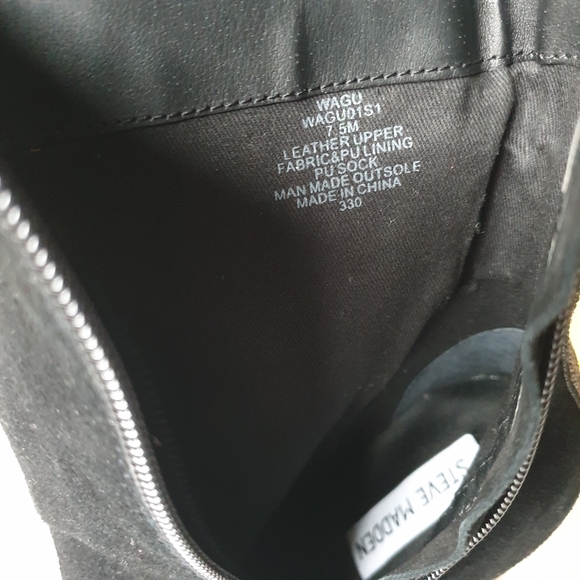 WAGU
WAGU01S1
7.5M
LEATHER UPPER
FABRIC&PU LINING
PU SOCK
MAN MADE OUTSOLE
MADE IN CHINA
330
STEVE MADDEN